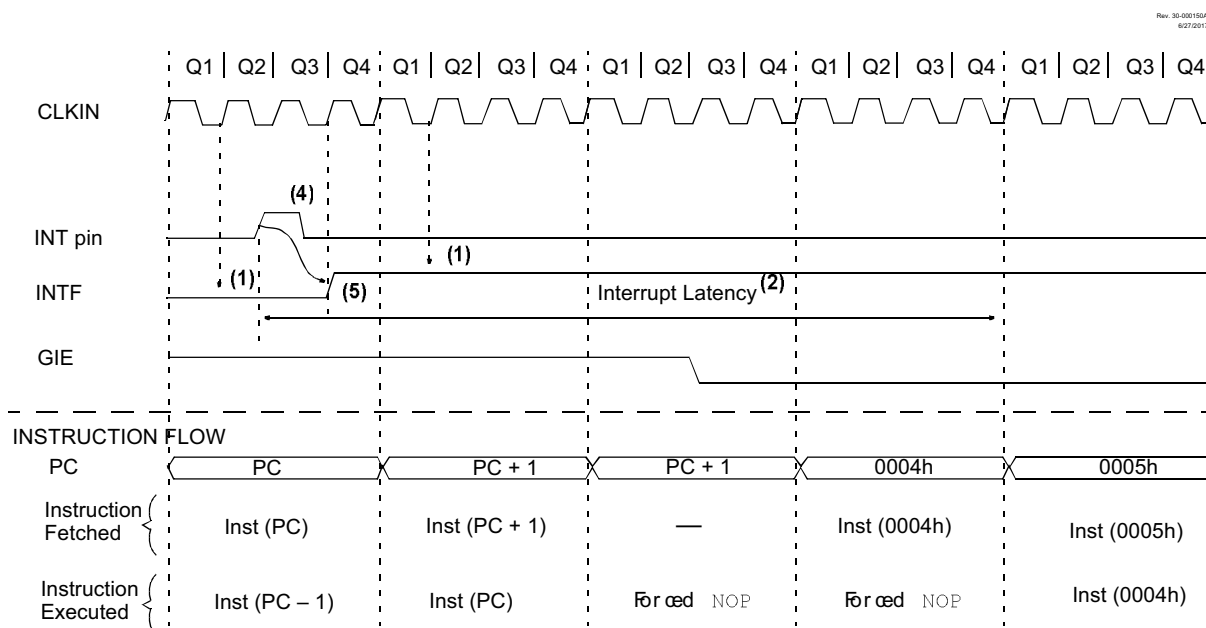 Rev. 30-000150A
6/27/2017
Q1 Q2 Q3 Q4 Q1 Q2 Q3 Q4 Q1 Q2 Q3 Q4 Q1 Q2 Q3 Q4 Q1 Q2 Q3 Q4
CLKIN
(4)
INT pin
(1)
(1)
INTF
(5)
Interrupt Latency (2)
GIE
INSTRUCTION FLOW
PC PC PC + 1 PC + 1 0004h 0005h
Instruction
Fetched
Inst (PC) Inst (PC + 1) — Inst (0004h) Inst (0005h)
Instruction
Executed
Inst (PC – 1) Inst (PC) Forced NOP Forced NOP Inst (0004h)